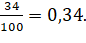 34/100 = 0,34.